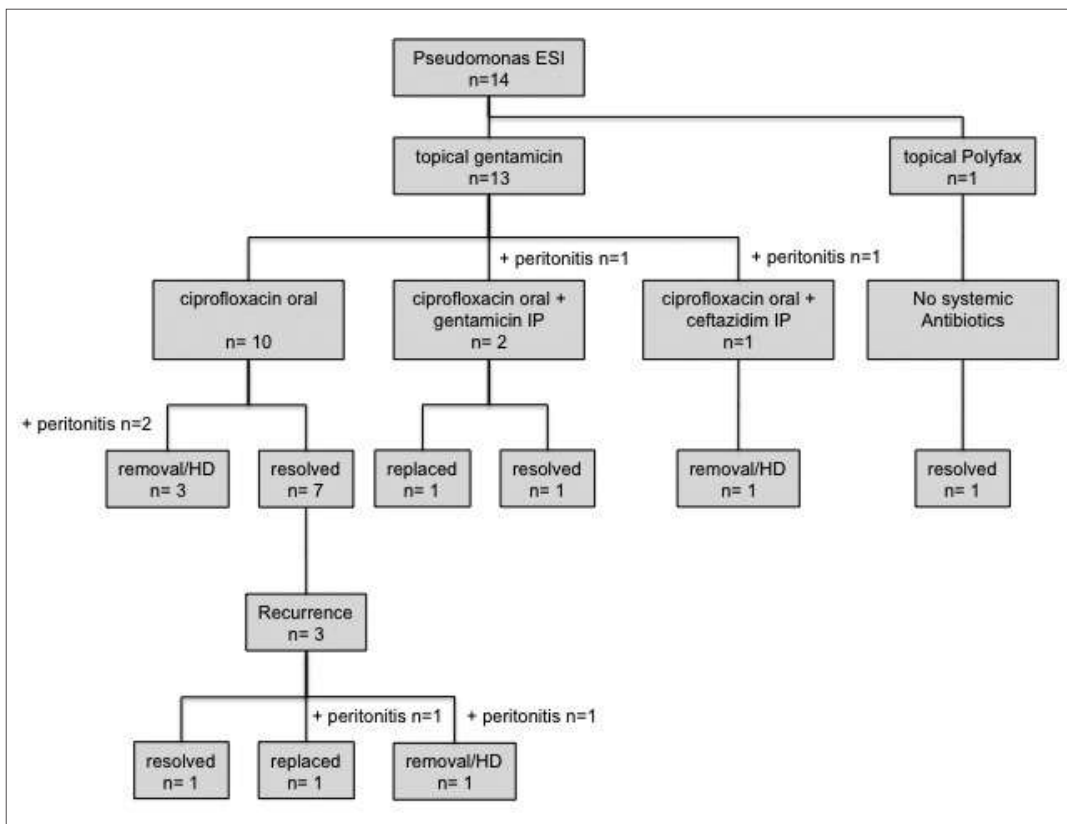 Pseudomonas ESI
n=14
topical gentamicin
n=13
topical Polyfax
n=1
+ peritonitis n=1
+ peritonitis n=1
ciprofloxacin oral
n= 10
ciprofloxacin oral +
gentamicin IP
n= 2
ciprofloxacin oral +
ceftazidim IP
n=1
No systemic
Antibiotics
+ peritonitis n=2
removal/HD
n= 3
resolved
n= 7
replaced
n= 1
resolved
n= 1
removal/HD
n= 1
resolved
n= 1
Recurrence
n= 3
+ peritonitis n=1
+ peritonitis n=1
resolved
n= 1
replaced
n= 1
removal/HD
n= 1